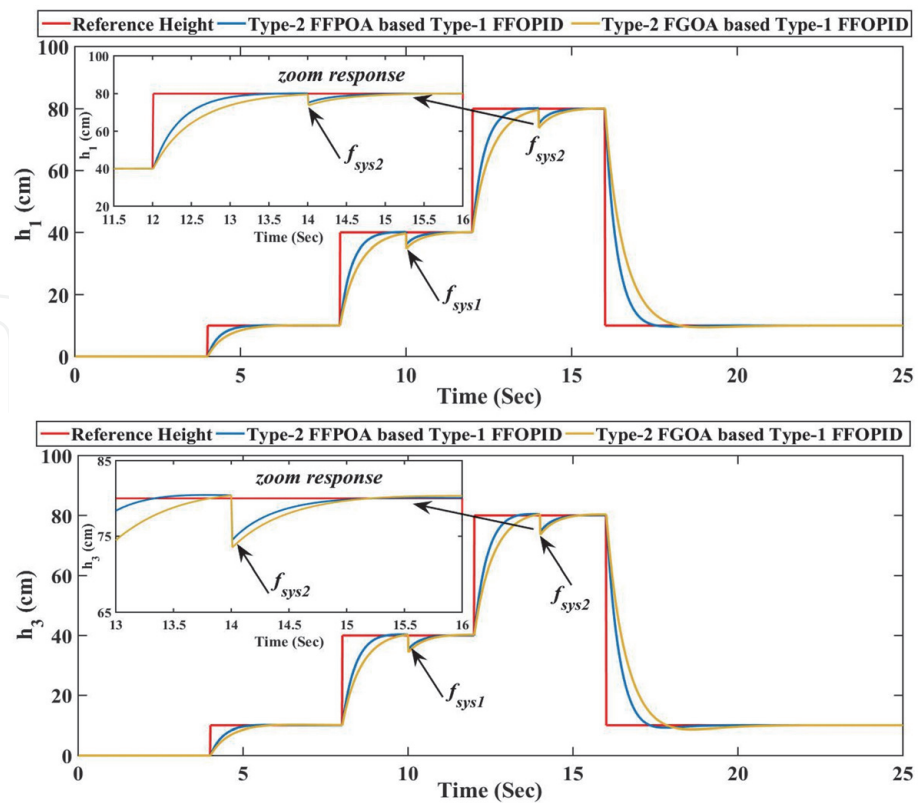 Reference Height Type-2 FFPOA based Type-1 FFOPID Type-2 FGOA based Type-1 FFOPID
100
80
60
40
20
0
h1 (cm)
0 5 10 15 20 25
Time (Sec)
zoom response
100
80
60
40
20
h1 (cm)
11.5 12 12.5 13 13.5 14 14.5 15 15.5 16
Time (Sec)
fsys2
fsys2
fsys1
Reference Height Type-2 FFPOA based Type-1 FFOPID Type-2 FGOA based Type-1 FFOPID
100
80
60
40
20
0
h3 (cm)
0 5 10 15 20 25
Time (Sec)
zoom response
85
75
65
h3 (cm)
13 13.5 14 14.5 15 15.5 16
Time (Sec)
fsys2
fsys2
fsys1